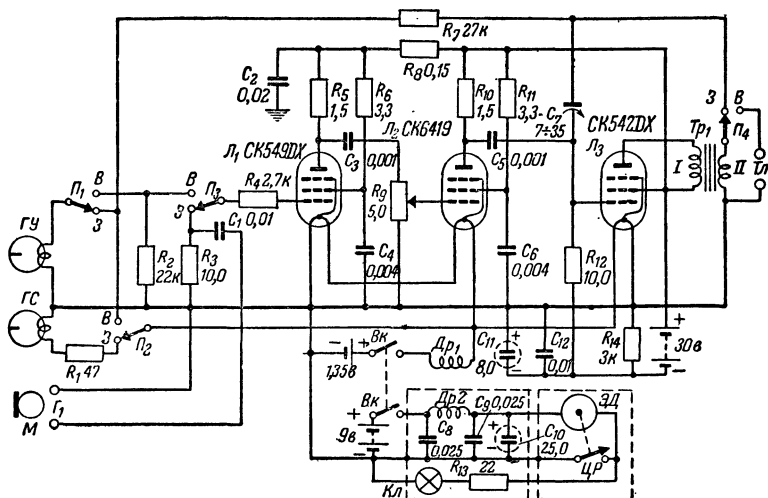 R7 27к
R8 0,15
C2
0,02
R5
1,5
R6
3,3
R10
1,5
R11
3,3
C7
7÷35
Л1 СК549DX
Л2 СК6419
СК542DX
Л3
C3
0,001
C5
0,001
Тр1
I
II
З
В
П4
Тл
П1
В
З
В
П3
З
R4 2,7к
C1 0,01
R9
5,0
ГУ
R2
22к
R3
10,0
C4
0,004
C6
0,004
R12
10,0
ГС
В
З
П2
R1 47
- + Вк
1,35в
Др1
C11
+
-
8,0
C12
0,01
R14
3к
+
30в
-
М
Г1
Вк
+
9в
-
Др2
C9 0,025
C8
0,025
+
-
C10
25,0
ЭД
ЦР
Кл
R13
22